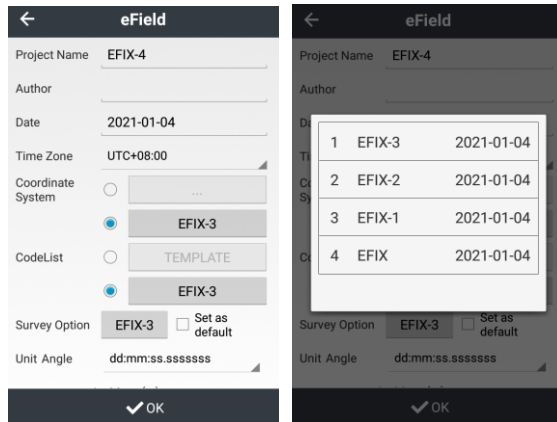 eField
Project Name EFIX-4
Author
Date 2021-01-04
Time Zone UTC+08:00
Coordinate
System
...
EFIX-3
CodeList TEMPLATE
EFIX-3
Survey Option EFIX-3 Set as
default
Unit Angle dd:mm:ss.sssssss
OK
eField
Project Name EFIX-4
Author
1 EFIX-3 2021-01-04
2 EFIX-2 2021-01-04
3 EFIX-1 2021-01-04
4 EFIX 2021-01-04
Survey Option EFIX-3 Set as
default
Unit Angle dd:mm:ss.sssssss
OK